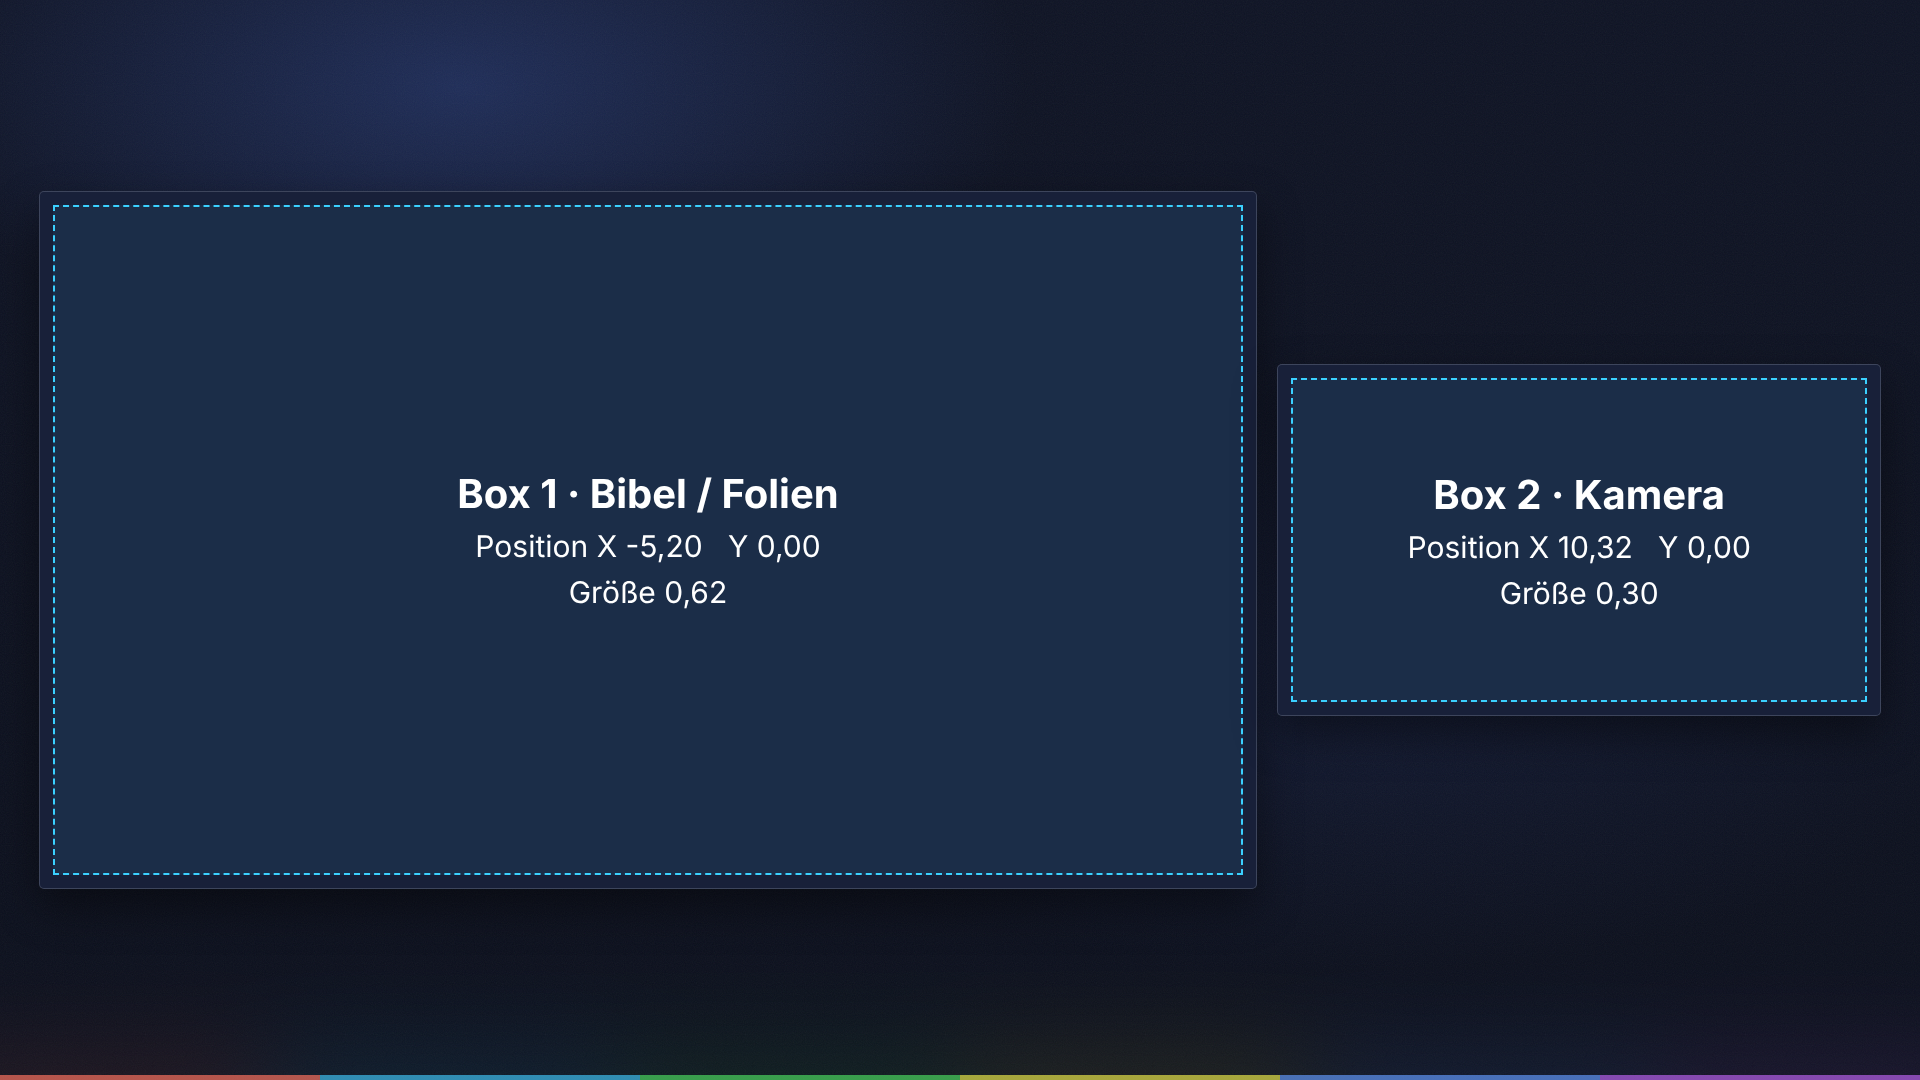 Box 1 · Bibel / Folien
Position X -5,20 Y 0,00
Größe 0,62
Box 2 · Kamera
Position X 10,32 Y 0,00
Größe 0,30